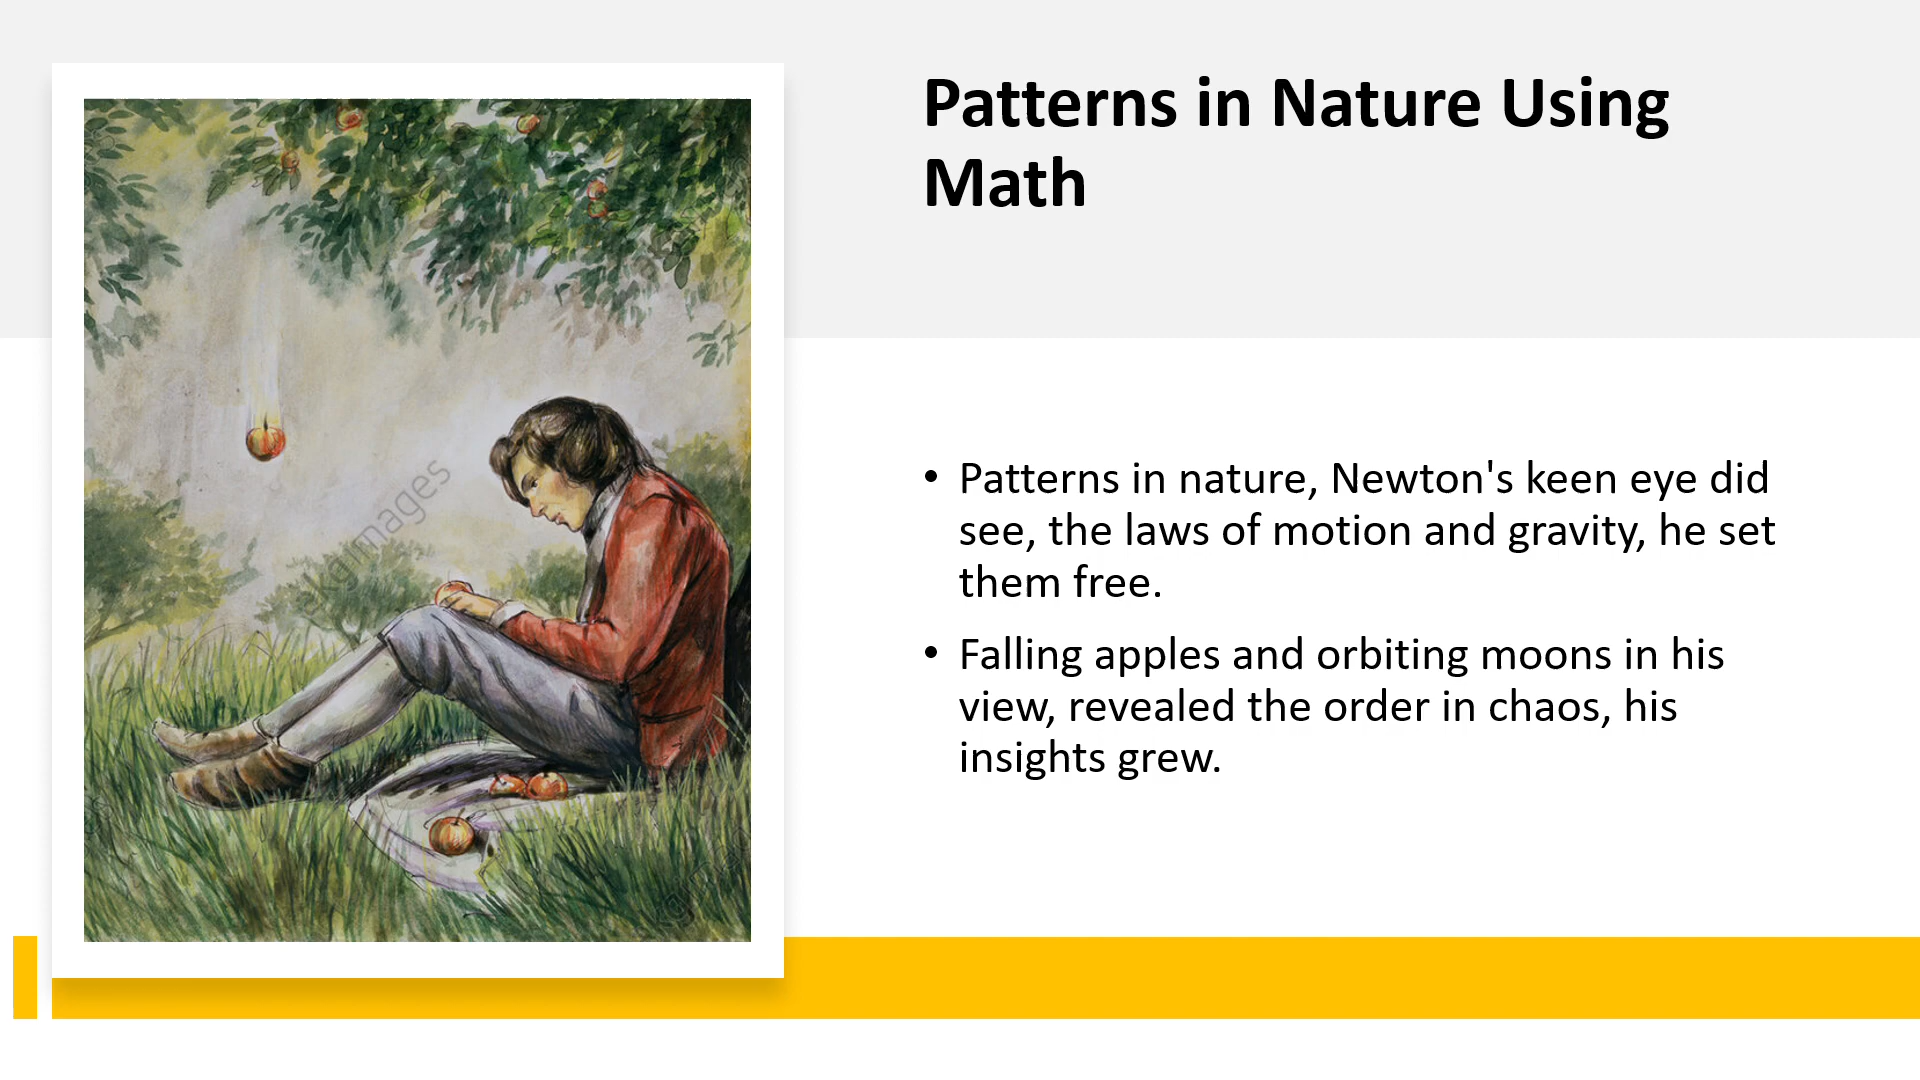 Patterns in Nature Using
Math
• Patterns in nature, Newton's keen eye did
see, the laws of motion and gravity, he set
them free.
• Falling apples and orbiting moons in his
view, revealed the order in chaos, his
insights grew.